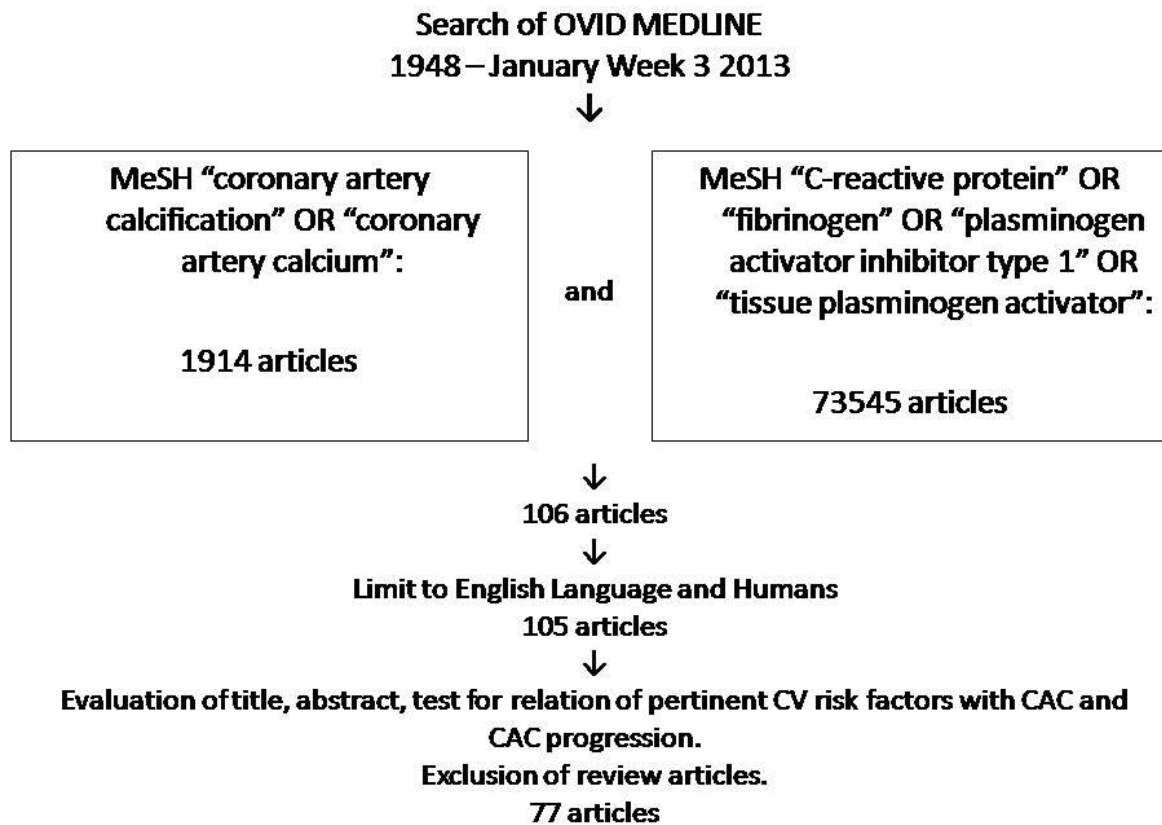 Search of OVID MEDLINE
1948 – January Week 3 2013
↓
MeSH “coronary artery
calcification” OR “coronary
artery calcium”:
1914 articles
and
MeSH “C-reactive protein” OR
“fibrinogen” OR “plasminogen
activator inhibitor type 1” OR
“tissue plasminogen activator”:
73545 articles
↓
106 articles
↓
Limit to English Language and Humans
105 articles
↓
Evaluation of title, abstract, test for relation of pertinent CV risk factors with CAC and
CAC progression.
Exclusion of review articles.
77 articles